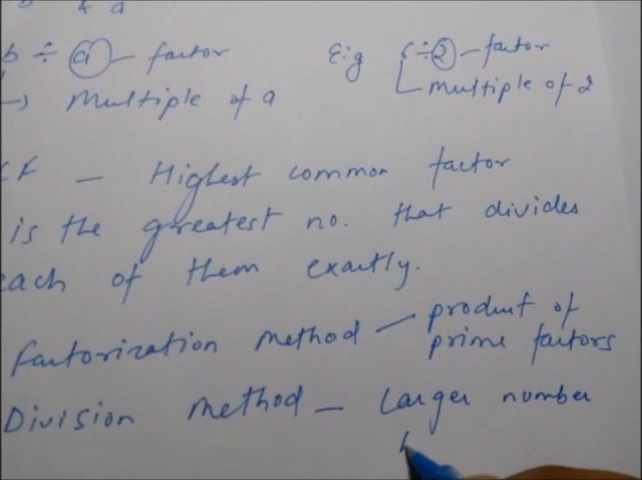 & a
b ÷ a — factor E.g 6÷2 — factor
→ Multiple of a multiple of 2
CF — Highest common factor
is the greatest no. that divides
each of them exactly.
Factorization method — product of
prime factors
Division method — Larger number